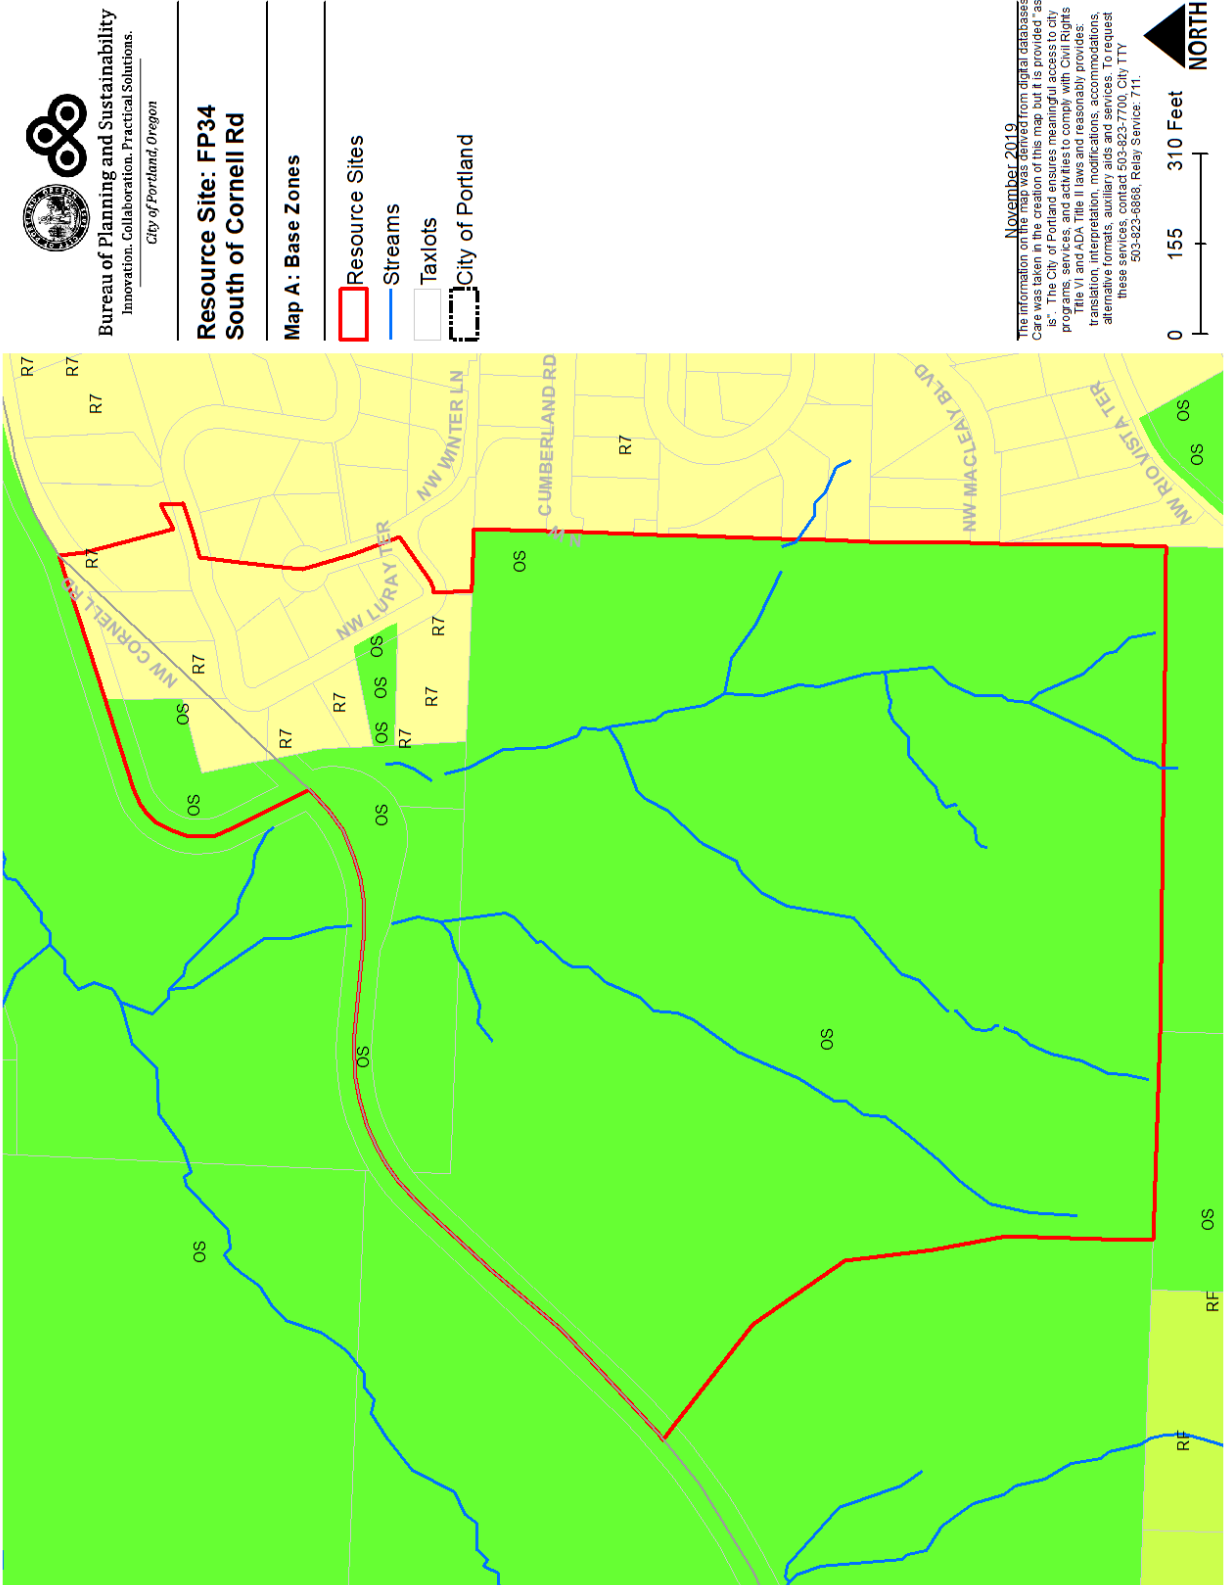 Bureau of Planning and Sustainability
Innovation. Collaboration. Practical Solutions.
City of Portland, Oregon
Resource Site: FP34
South of Cornell Rd
Map A: Base Zones
Resource Sites
Streams
Taxlots
City of Portland
November 2019
The information on the map was derived from digital databases
Care was taken in the creation of this map but it is provided "as
is". The City of Portland ensures meaningful access to city
programs, services, and activities to comply with Civil Rights
Title VI and ADA Title II laws and reasonably provides:
translation, interpretation, modifications, accommodations,
alternative formats, auxiliary aids and services. To request
these services, contact 503-823-7700, City TTY
503-823-6868, Relay Service: 711.
0 155 310 Feet
NORTH
R7
R7
R7
R7
NW CORNELL RD
R7
OS
R7
R7
OS
OS
OS
R7
R7
R7
NW LURAY TER
NW WINTER LN
CUMBERLAND RD
R7
NW MACLEAY BLVD
NW RIO VISTA TER
OS
OS
OS
OS
OS
OS
OS
OS
OS
RF
RF